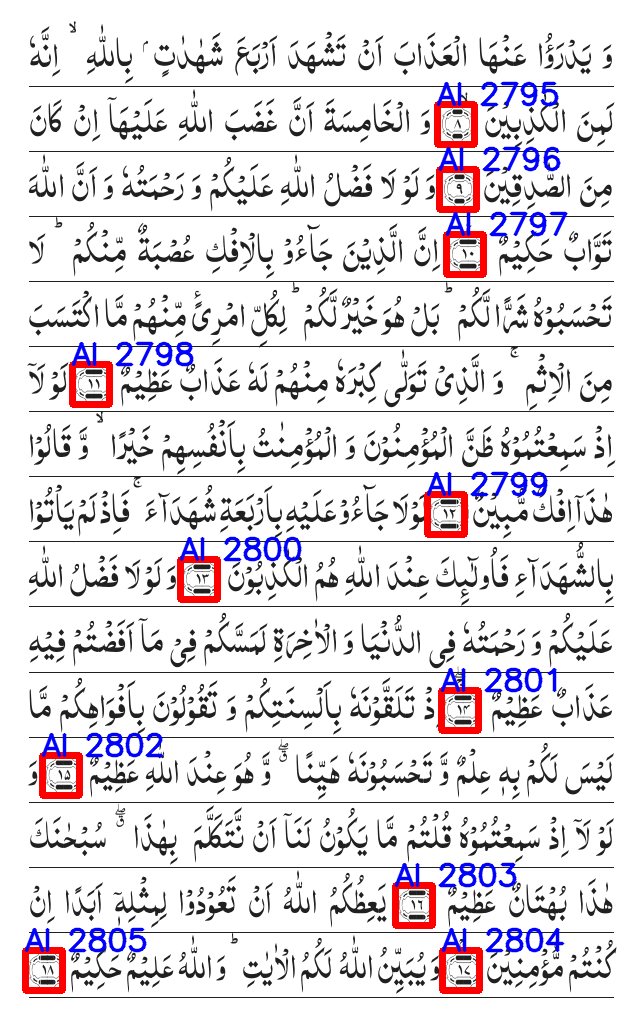 وَ يَدْرَؤُا عَنْهَا الْعَذَابَ اَنْ تَشْهَدَ اَرْبَعَ شَهٰدٰتٍۭ بِاللّٰهِ ۙ اِنَّهٗ
لَمِنَ الْكٰذِبِیْنَ ۸ AI 2795 وَ الْخَامِسَةَ اَنَّ غَضَبَ اللّٰهِ عَلَیْهَاۤ اِنْ كَانَ
مِنَ الصّٰدِقِیْنَ ۹ AI 2796 وَ لَوْ لَا فَضْلُ اللّٰهِ عَلَیْكُمْ وَ رَحْمَتُهٗ وَ اَنَّ اللّٰهَ
تَوَّابٌ حَكِیْمٌ ۱۰ AI 2797 اِنَّ الَّذِیْنَ جَآءُوْ بِالْاِفْكِ عُصْبَةٌ مِّنْكُمْ ؕ لَا
تَحْسَبُوْهُ شَرًّا لَّكُمْ ؕ بَلْ هُوَ خَیْرٌ لَّكُمْ ؕ لِكُلِّ امْرِئٍ مِّنْهُمْ مَّا اكْتَسَبَ
مِنَ الْاِثْمِ ۚ وَ الَّذِیْ تَوَلّٰی كِبْرَهٗ مِنْهُمْ لَهٗ عَذَابٌ عَظِیْمٌ ۱۱ AI 2798 لَوْ لَاۤ
اِذْ سَمِعْتُمُوْهُ ظَنَّ الْمُؤْمِنُوْنَ وَ الْمُؤْمِنٰتُ بِاَنْفُسِهِمْ خَیْرًا ۙ وَّ قَالُوْا
هٰذَاۤ اِفْكٌ مُّبِیْنٌ ۱۲ AI 2799 لَوْلَا جَآءُوْ عَلَیْهِ بِاَرْبَعَةِ شُهَدَآءَ ۚ فَاِذْ لَمْ یَاْتُوْا
بِالشُّهَدَآءِ فَاُولٰٓىِٕكَ عِنْدَ اللّٰهِ هُمُ الْكٰذِبُوْنَ ۱۳ AI 2800 وَ لَوْ لَا فَضْلُ اللّٰهِ
عَلَیْكُمْ وَ رَحْمَتُهٗ فِی الدُّنْیَا وَ الْاٰخِرَةِ لَمَسَّكُمْ فِیْ مَاۤ اَفَضْتُمْ فِیْهِ
عَذَابٌ عَظِیْمٌ ۱۴ AI 2801 اِذْ تَلَقَّوْنَهٗ بِاَلْسِنَتِكُمْ وَ تَقُوْلُوْنَ بِاَفْوَاهِكُمْ مَّا
لَیْسَ لَكُمْ بِهٖ عِلْمٌ وَّ تَحْسَبُوْنَهٗ هَیِّنًا ۖۗ وَّ هُوَ عِنْدَ اللّٰهِ عَظِیْمٌ ۱۵ AI 2802 وَ
لَوْ لَاۤ اِذْ سَمِعْتُمُوْهُ قُلْتُمْ مَّا یَكُوْنُ لَنَاۤ اَنْ نَّتَكَلَّمَ بِهٰذَا ۖۗ سُبْحٰنَكَ
هٰذَا بُهْتَانٌ عَظِیْمٌ ۱۶ AI 2803 یَعِظُكُمُ اللّٰهُ اَنْ تَعُوْدُوْا لِمِثْلِهٖۤ اَبَدًا اِنْ
كُنْتُمْ مُّؤْمِنِیْنَ ۱۷ AI 2804 وَ یُبَیِّنُ اللّٰهُ لَكُمُ الْاٰیٰتِ ؕ وَ اللّٰهُ عَلِیْمٌ حَكِیْمٌ ۱۸ AI 2805